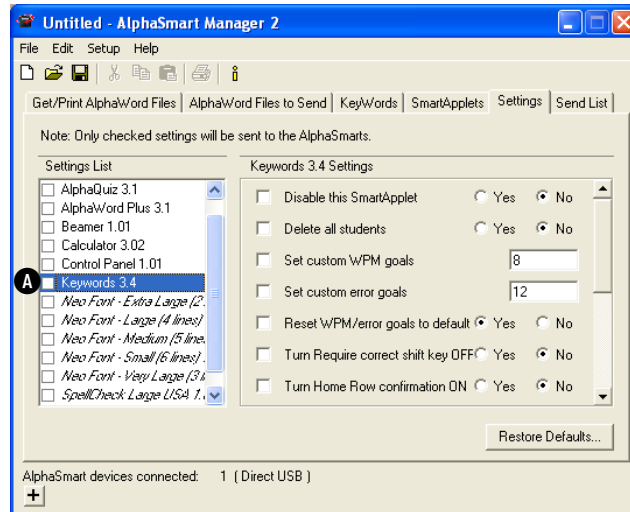 Untitled - AlphaSmart Manager 2
File Edit Setup Help
Get/Print AlphaWord Files AlphaWord Files to Send KeyWords SmartApplets Settings Send List
Note: Only checked settings will be sent to the AlphaSmarts.
Settings List
AlphaQuiz 3.1
AlphaWord Plus 3.1
Beamer 1.01
Calculator 3.02
Control Panel 1.01
A Keywords 3.4
Neo Font - Extra Large (2
Neo Font - Large (4 lines)
Neo Font - Medium (5 line
Neo Font - Small (6 lines)
Neo Font - Very Large (3 li
SpellCheck Large USA 1.
Keywords 3.4 Settings
Disable this SmartApplet Yes No
Delete all students Yes No
Set custom WPM goals 8
Set custom error goals 12
Reset WPM/error goals to default Yes No
Turn Require correct shift key OFF Yes No
Turn Home Row confirmation ON Yes No
Restore Defaults...
AlphaSmart devices connected: 1 ( Direct USB )
+